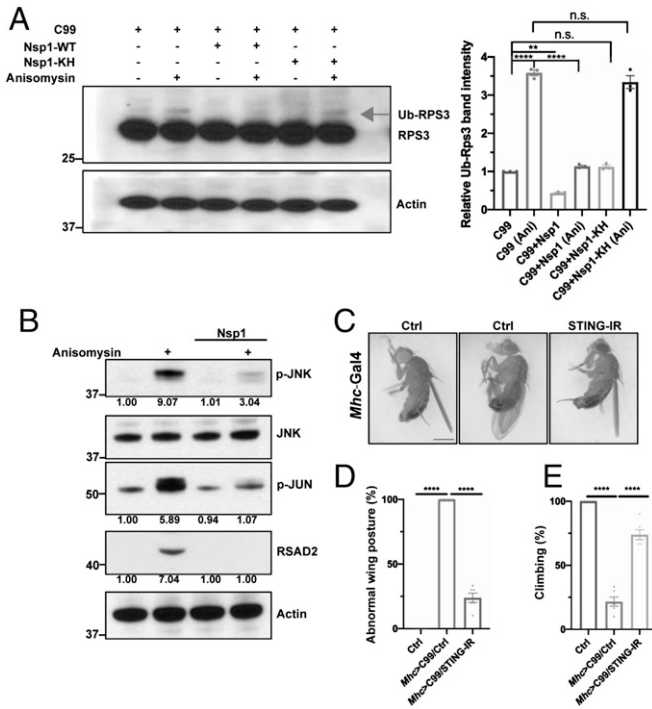 A
C99 + + + + + +
Nsp1-WT - - + + - -
Nsp1-KH - - - - + +
Anisomysin - + - + - +
Ub-RPS3
RPS3
25
Actin
37
Relative Ub-Rps3 band intensity
n.s.
n.s.
**
**** ****
5
4
3
2
1
0
C99
C99 (Ani)
C99+Nsp1
C99+Nsp1 (Ani)
C99+Nsp1-KH
C99+Nsp1-KH (Ani)
B
Nsp1
Anisomycin + +
p-JNK
37
1.00 9.07 1.01 3.04
JNK
37
p-JUN
50
1.00 5.89 0.94 1.07
RSAD2
40
1.00 7.04 1.00 1.00
Actin
37
C
Ctrl Ctrl STING-IR
Mhc-Gal4
D
Abnormal wing posture (%)
**** ****
100
75
50
25
0
Ctrl
Mhc>C99/Ctrl
Mhc>C99/STING-IR
E
Climbing (%)
**** ****
100
50
0
Ctrl
Mhc>C99/Ctrl
Mhc>C99/STING-IR